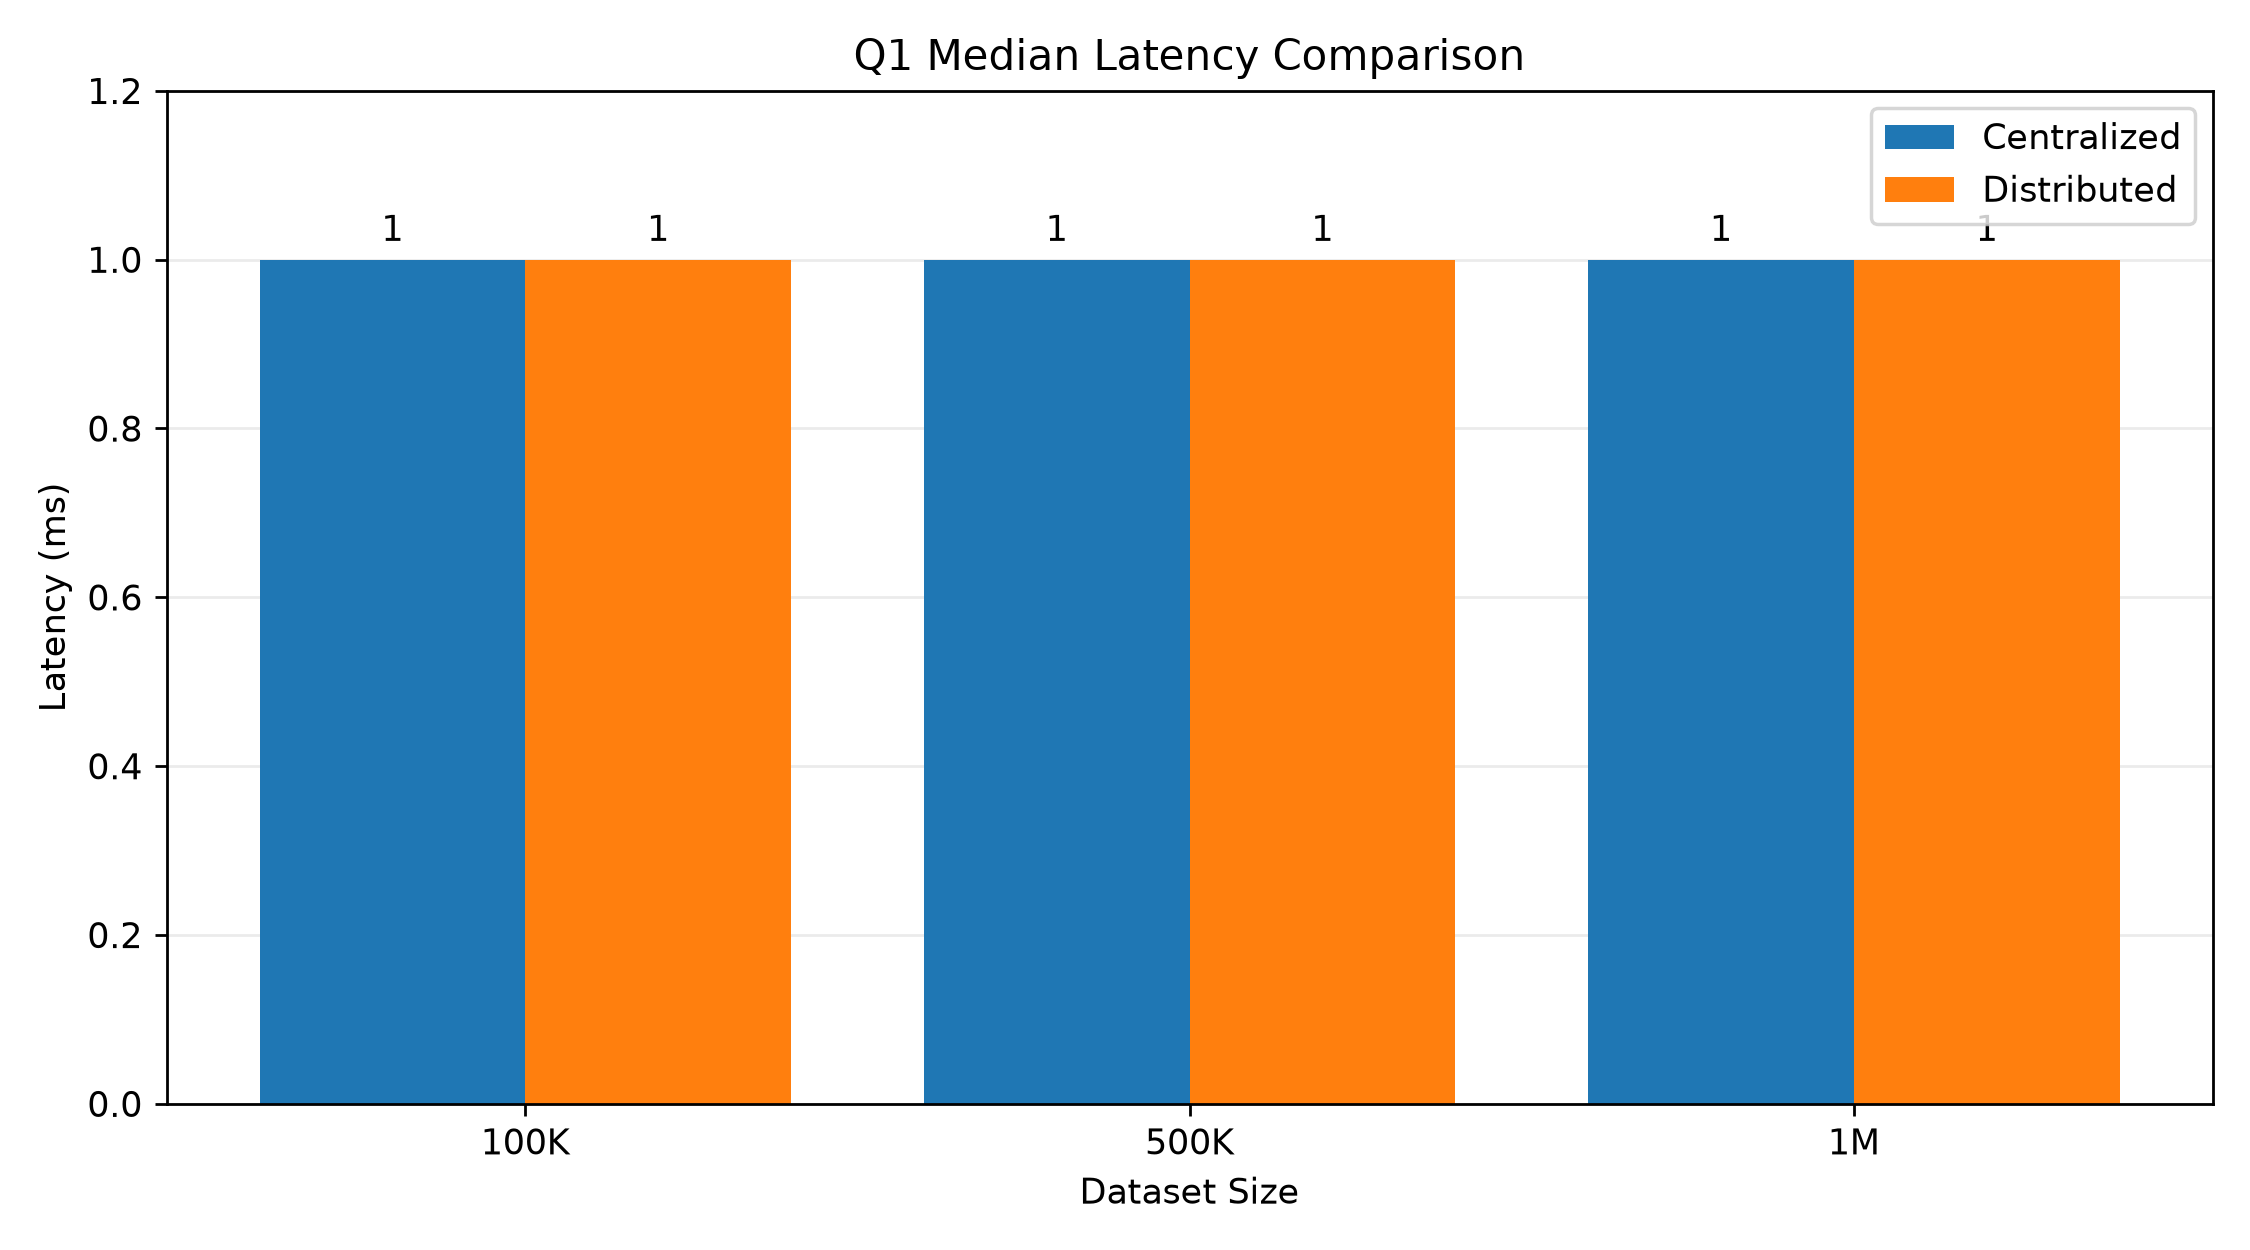 Q1 Median Latency Comparison
1.2
1.0
0.8
0.6
0.4
0.2
0.0
Latency (ms)
Centralized
Distributed
1 1 1 1 1 1
100K 500K 1M
Dataset Size